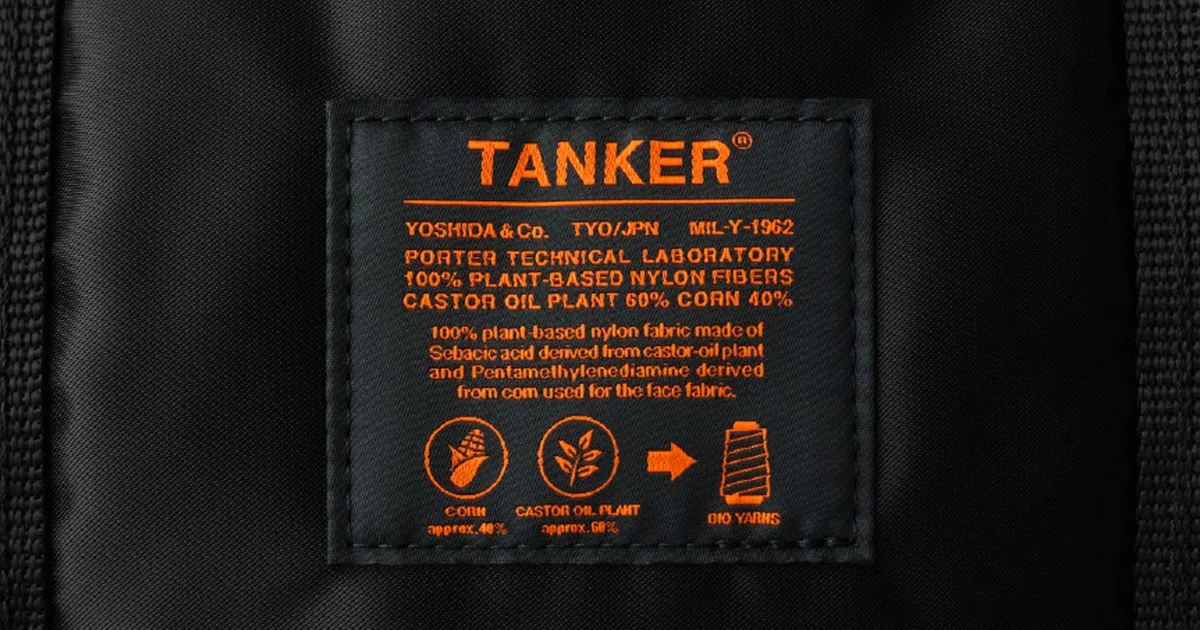 TANKER®
YOSHIDA & Co. TYO/JPN MIL-Y-1962
PORTER TECHNICAL LABORATORY
100% PLANT-BASED NYLON FIBERS
CASTOR OIL PLANT 60% CORN 40%
100% plant-based nylon fabric made of
Sebacic acid derived from castor-oil plant
and Pentamethylenediamine derived
from corn used for the face fabric.
CORN
approx.40%
CASTOR OIL PLANT
approx.60%
BIO YARNS